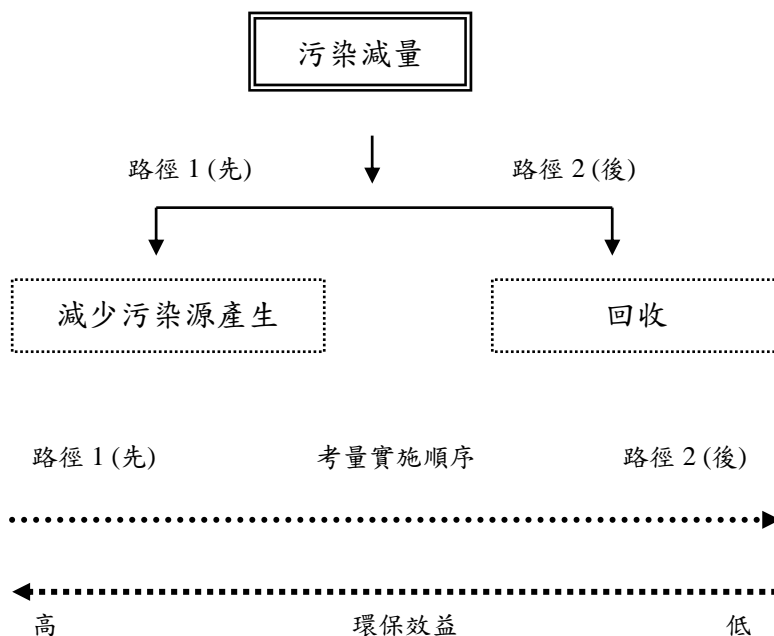 污染減量
路徑 1 (先) 路徑 2 (後)
減少污染源產生 回收
路徑 1 (先) 考量實施順序 路徑 2 (後)
高 環保效益 低